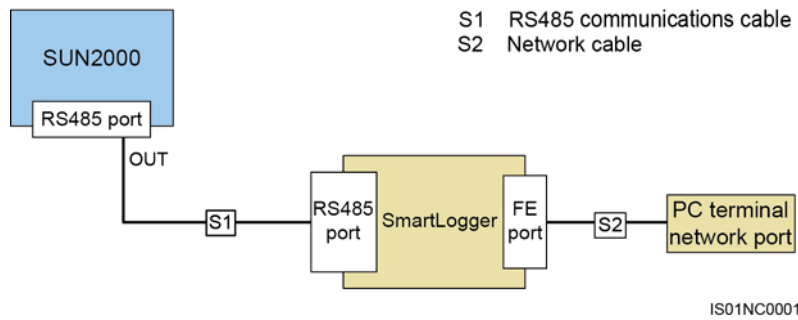 S1 RS485 communications cable
S2 Network cable
SUN2000
RS485 port
OUT
S1
RS485
port
SmartLogger
FE
port
S2
PC terminal
network port
IS01NC0001